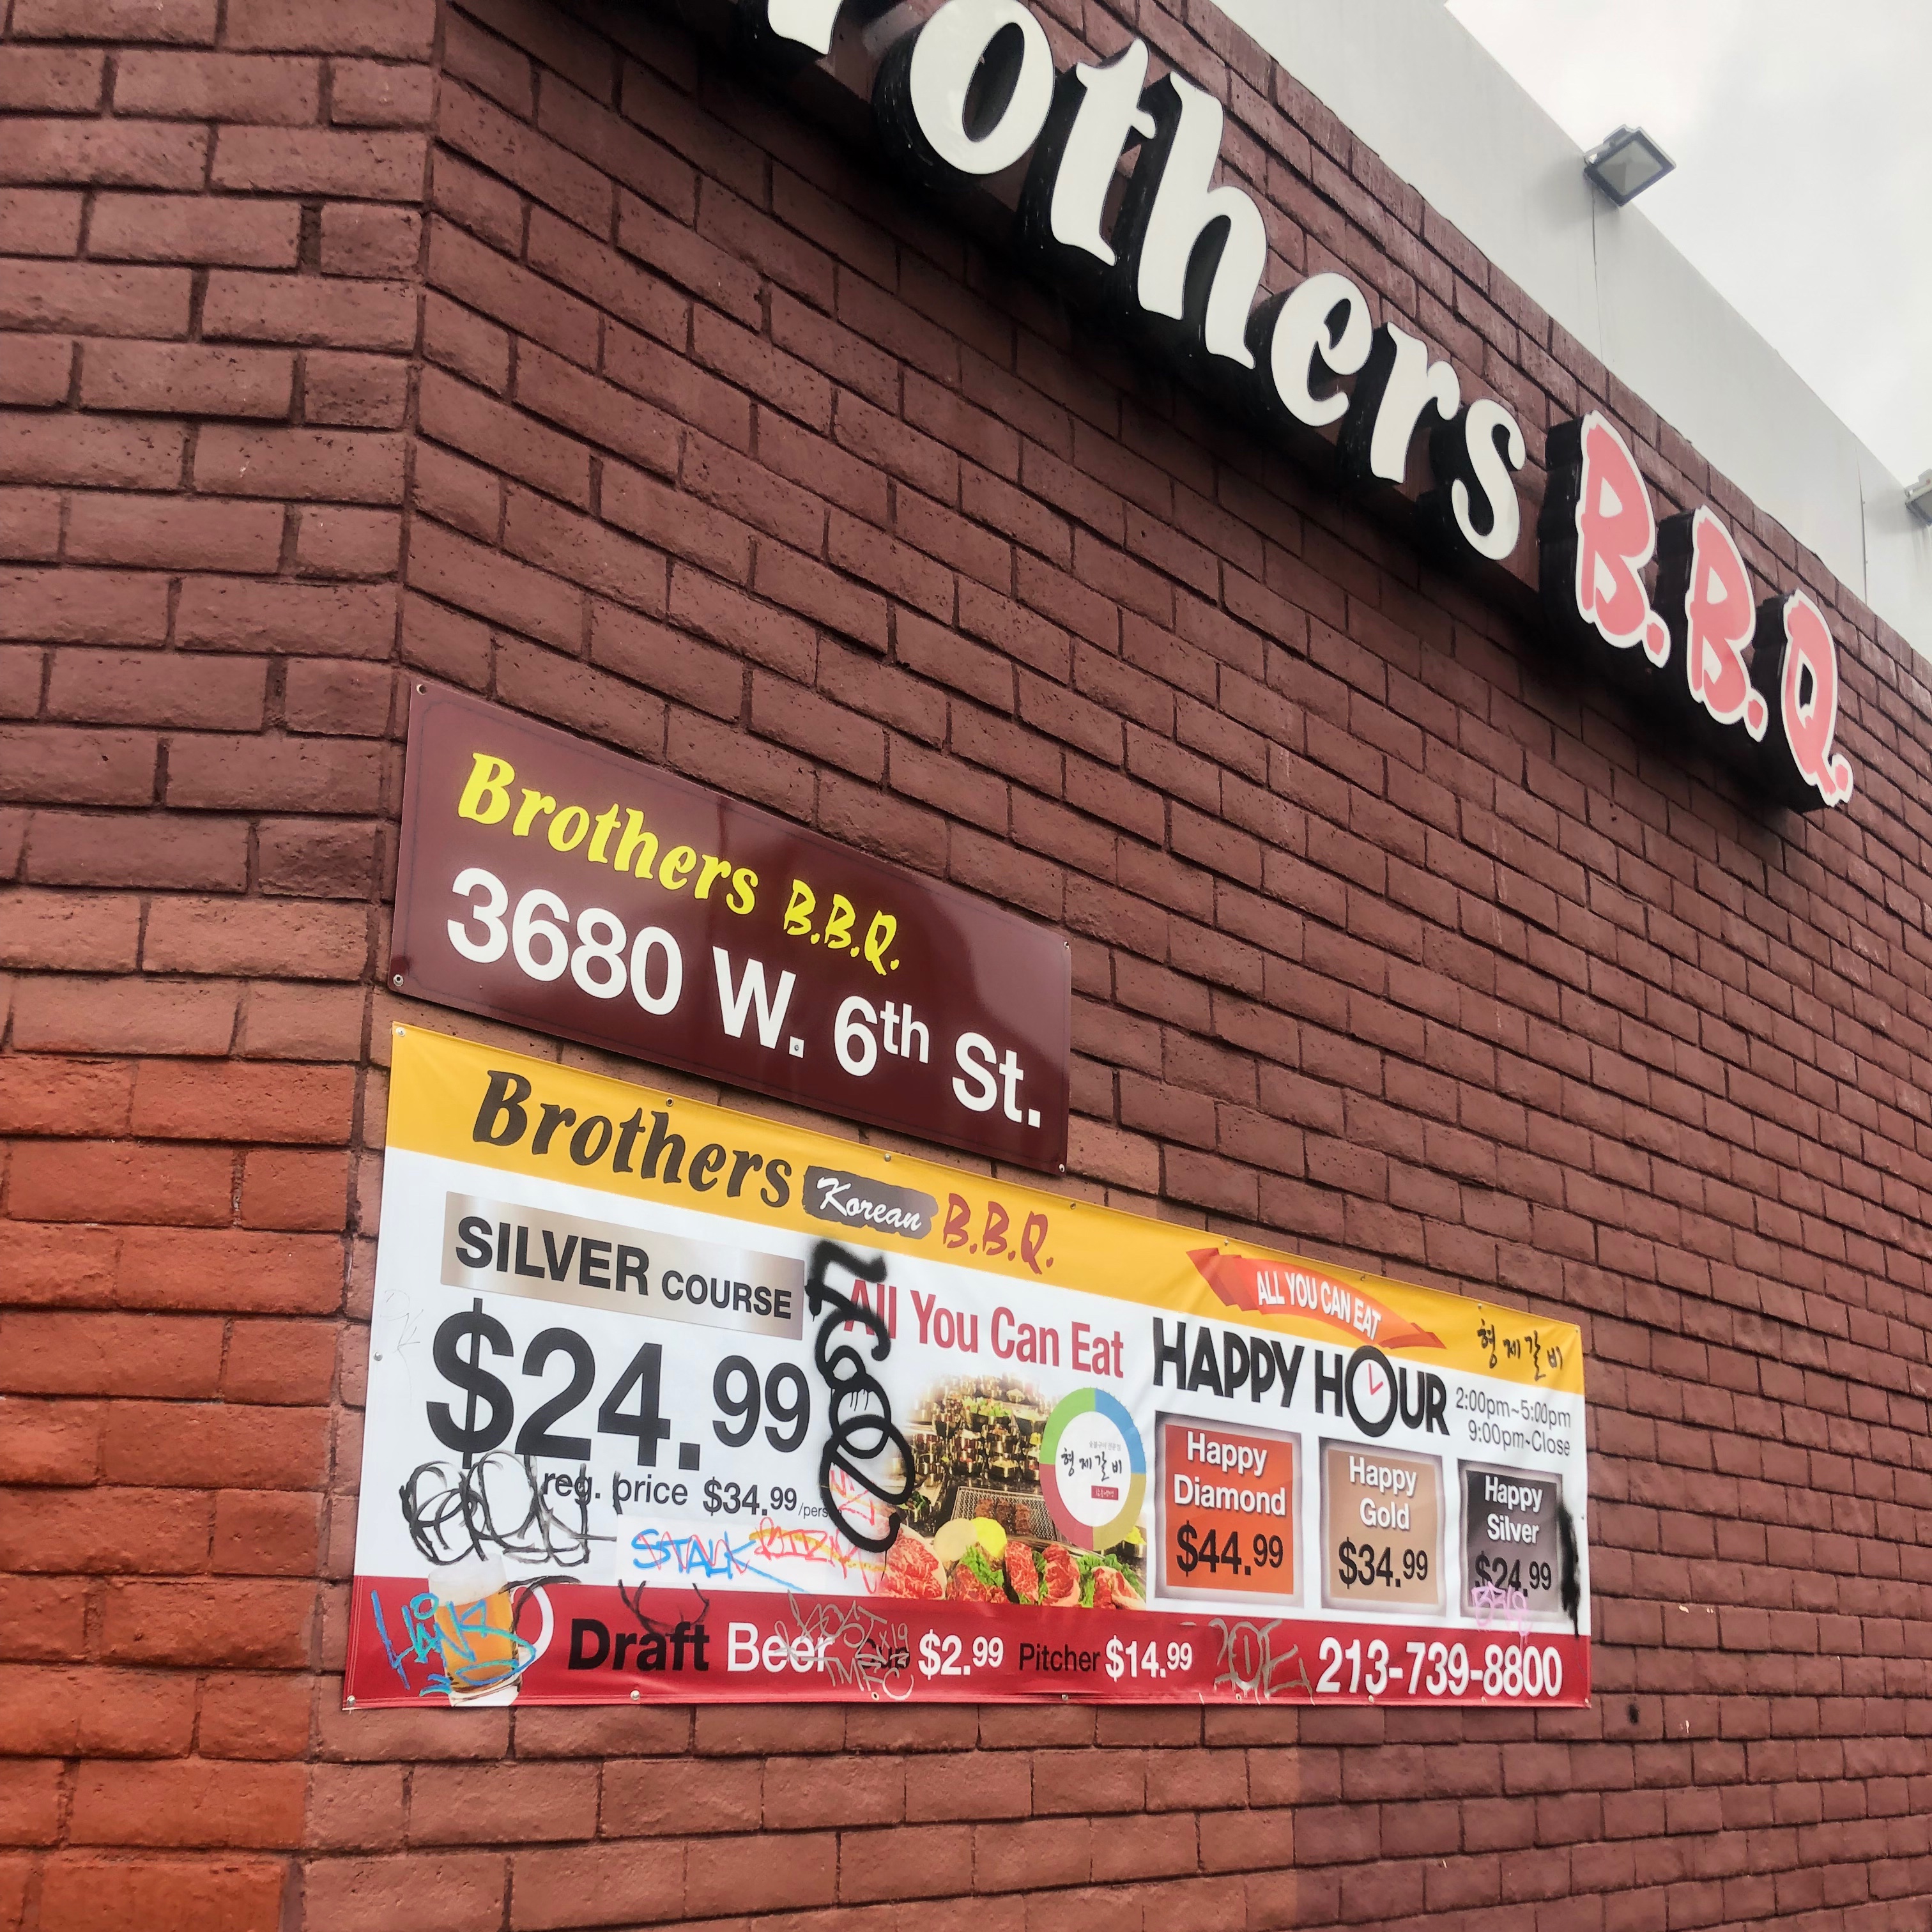 rothers B.B.Q.
Brothers B.B.Q.
3680 W. 6th St.
Brothers Korean B.B.Q.
SILVER COURSE
$24.99
reg. price $34.99/pers
All You Can Eat
형제갈비
ALL YOU CAN EAT
HAPPY HOUR
형제갈비
2:00pm~5:00pm
9:00pm~Close
Happy
Diamond
$44.99
Happy
Gold
$34.99
Happy
Silver
$24.99
STALK
HANK
Draft Beer $2.99 Pitcher $14.99
213-739-8800